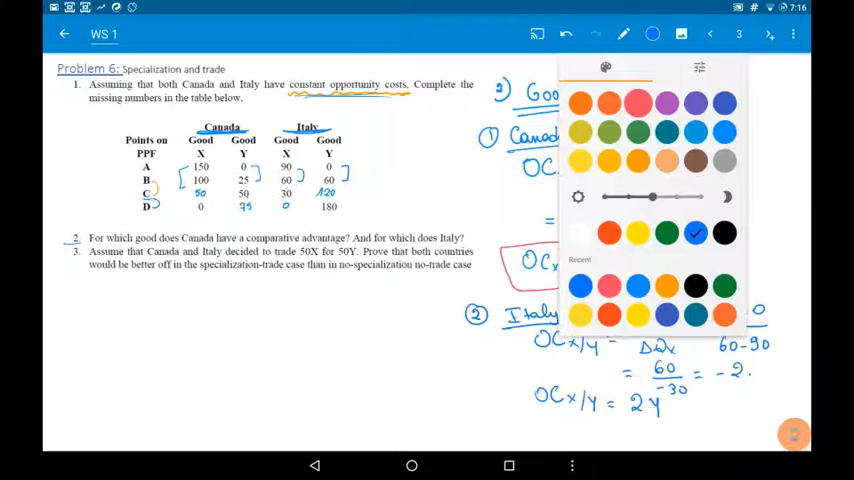 7:16
WS 1
3
Problem 6: Specialization and trade
1. Assuming that both Canada and Italy have constant opportunity costs. Complete the
missing numbers in the table below.
Canada Italy
Points on Good Good Good Good
PPF X Y X Y
A 150 0 90 0
B 100 25 60 60
C 50 50 30 120
D 0 75 0 180
2. For which good does Canada have a comparative advantage? And for which does Italy?
3. Assume that Canada and Italy decided to trade 50X for 50Y. Prove that both countries
would be better off in the specialization-trade case than in no-specialization no-trade case
2) Goo
① Canad
OC
=
OCx
Recent
② Italy 0
OCx/y = ΔQx 60-90
= 60/-30 = -2.
OCx/y = 2Y